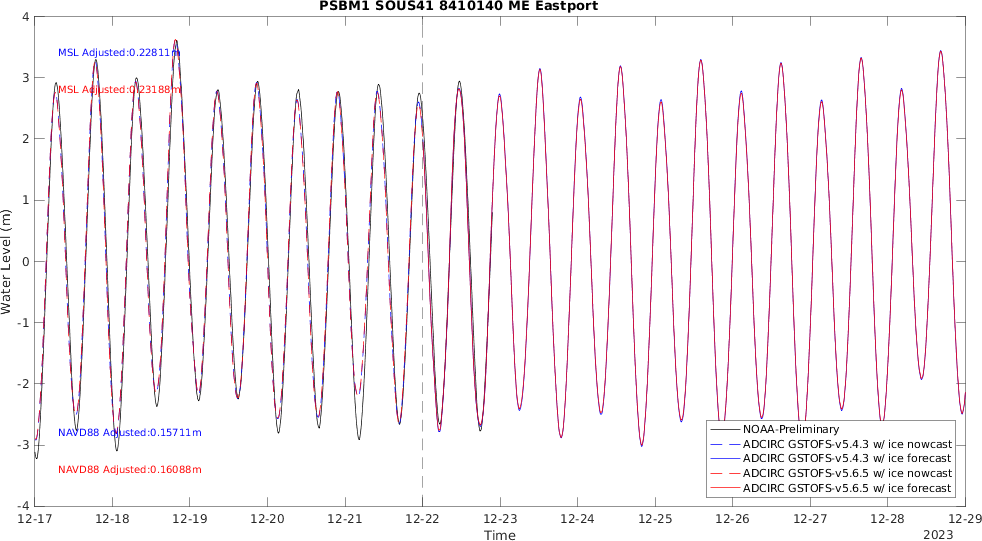 PSBM1 SOUS41 8410140 ME Eastport
4
3
2
1
0
-1
-2
-3
-4
Water Level (m)
MSL Adjusted:0.22811m
MSL Adjusted:0.23188m
NAVD88 Adjusted:0.15711m
NAVD88 Adjusted:0.16088m
NOAA-Preliminary
ADCIRC GSTOFS-v5.4.3 w/ ice nowcast
ADCIRC GSTOFS-v5.4.3 w/ ice forecast
ADCIRC GSTOFS-v5.6.5 w/ ice nowcast
ADCIRC GSTOFS-v5.6.5 w/ ice forecast
12-17 12-18 12-19 12-20 12-21 12-22 12-23 12-24 12-25 12-26 12-27 12-28 12-29
Time
2023